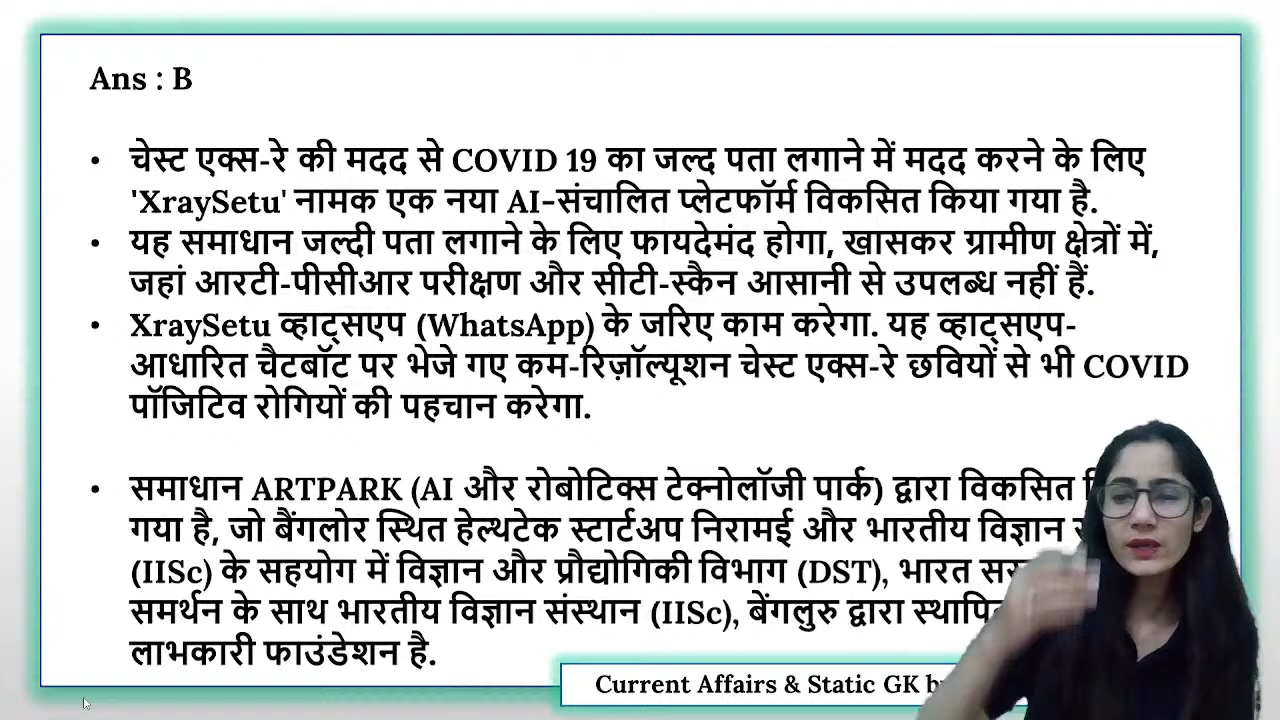 Ans : B
• चेस्ट एक्स-रे की मदद से COVID 19 का जल्द पता लगाने में मदद करने के लिए
'XraySetu' नामक एक नया AI-संचालित प्लेटफॉर्म विकसित किया गया है.
• यह समाधान जल्दी पता लगाने के लिए फायदेमंद होगा, खासकर ग्रामीण क्षेत्रों में,
जहां आरटी-पीसीआर परीक्षण और सीटी-स्कैन आसानी से उपलब्ध नहीं हैं.
• XraySetu व्हाट्सएप (WhatsApp) के जरिए काम करेगा. यह व्हाट्सएप-
आधारित चैटबॉट पर भेजे गए कम-रिज़ॉल्यूशन चेस्ट एक्स-रे छवियों से भी COVID
पॉजिटिव रोगियों की पहचान करेगा.
• समाधान ARTPARK (AI और रोबोटिक्स टेक्नोलॉजी पार्क) द्वारा विकसित
गया है, जो बैंगलोर स्थित हेल्थटेक स्टार्टअप निरामई और भारतीय विज्ञान
(IISc) के सहयोग में विज्ञान और प्रौद्योगिकी विभाग (DST), भारत
समर्थन के साथ भारतीय विज्ञान संस्थान (IISc), बेंगलुरु द्वारा
लाभकारी फाउंडेशन है.
Current Affairs & Static GK